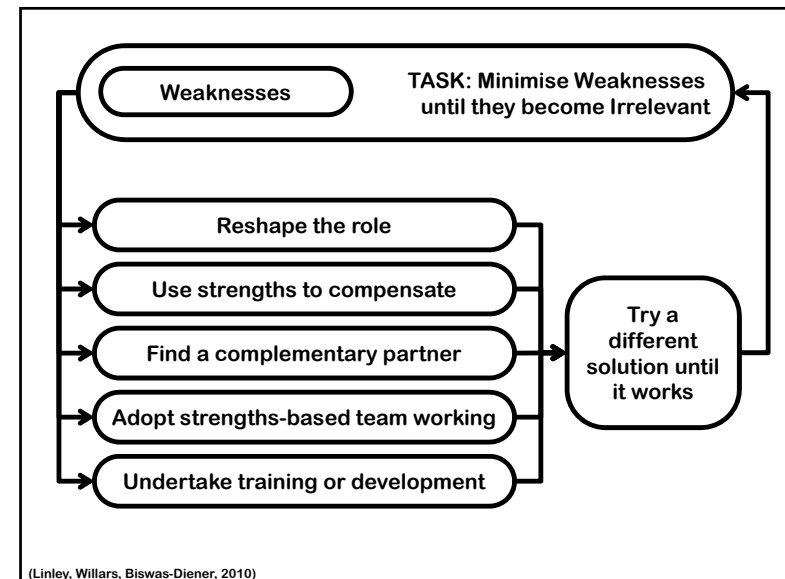 Weaknesses
TASK: Minimise Weaknesses
until they become Irrelevant
Reshape the role
Use strengths to compensate
Find a complementary partner
Adopt strengths-based team working
Undertake training or development
Try a
different
solution until
it works
(Linley, Willars, Biswas-Diener, 2010)